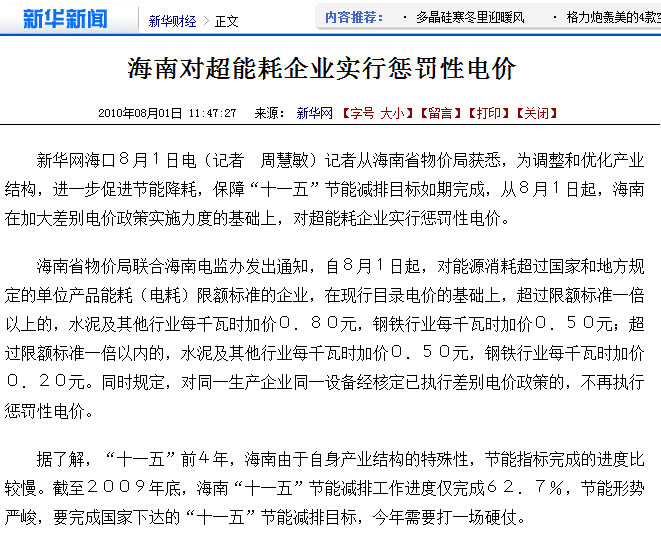 新华新闻 新华财经 > 正文 内容推荐： · 多晶硅寒冬里迎暖风 · 格力炮轰美的4款
海南对超能耗企业实行惩罚性电价
2010年08月01日 11:47:27 来源： 新华网 【字号 大小】【留言】【打印】【关闭】
新华网海口８月１日电（记者 周慧敏）记者从海南省物价局获悉，为调整和优化产业
结构，进一步促进节能降耗，保障“十一五”节能减排目标如期完成，从８月１日起，海南
在加大差别电价政策实施力度的基础上，对超能耗企业实行惩罚性电价。
海南省物价局联合海南电监办发出通知，自８月１日起，对能源消耗超过国家和地方规
定的单位产品能耗（电耗）限额标准的企业，在现行目录电价的基础上，超过限额标准一倍
以上的，水泥及其他行业每千瓦时加价０．８０元，钢铁行业每千瓦时加价０．５０元；超
过限额标准一倍以内的，水泥及其他行业每千瓦时加价０．５０元，钢铁行业每千瓦时加价
０．２０元。同时规定，对同一生产企业同一设备经核定已执行差别电价政策的，不再执行
惩罚性电价。
据了解，“十一五”前４年，海南由于自身产业结构的特殊性，节能指标完成的进度比
较慢。截至２００９年底，海南“十一五”节能减排工作进度仅完成６２．７％，节能形势
严峻，要完成国家下达的“十一五”节能减排目标，今年需要打一场硬仗。